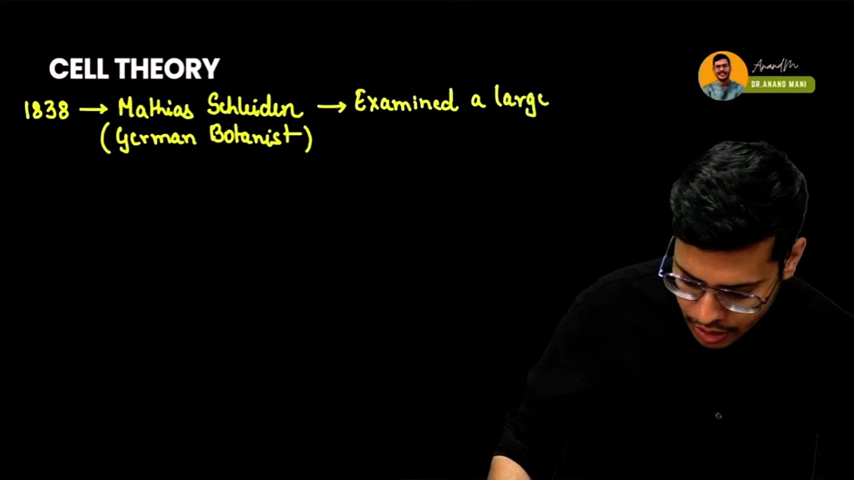 CELL THEORY
AnandM
DR.ANAND MANI
1838 → Mathias Schleiden → Examined a large
(German Botanist)